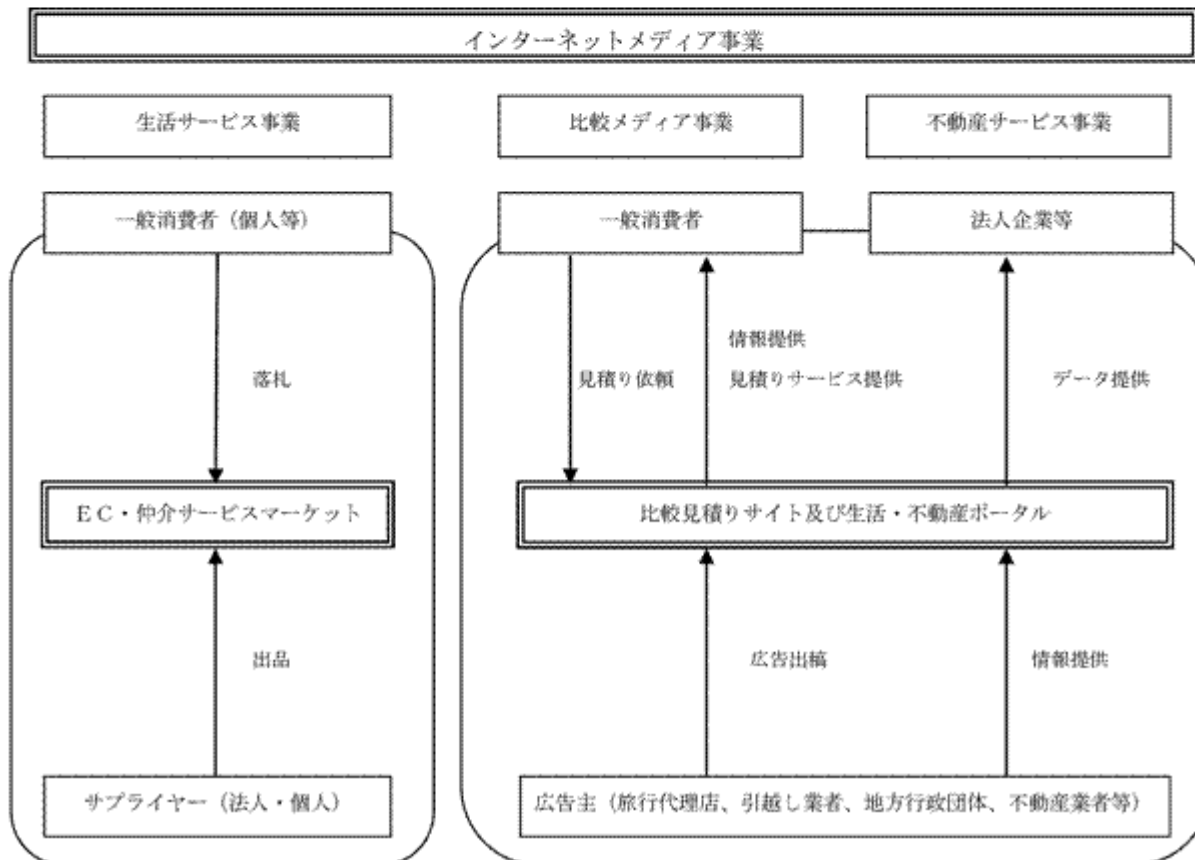 インターネットメディア事業
生活サービス事業
比較メディア事業
不動産サービス事業
一般消費者（個人等）
一般消費者
法人企業等
落札
見積り依頼
情報提供
見積りサービス提供
データ提供
ＥＣ・仲介サービスマーケット
比較見積りサイト及び生活・不動産ポータル
出品
広告出稿
情報提供
サプライヤー（法人・個人）
広告主（旅行代理店、引越し業者、地方行政団体、不動産業者等）